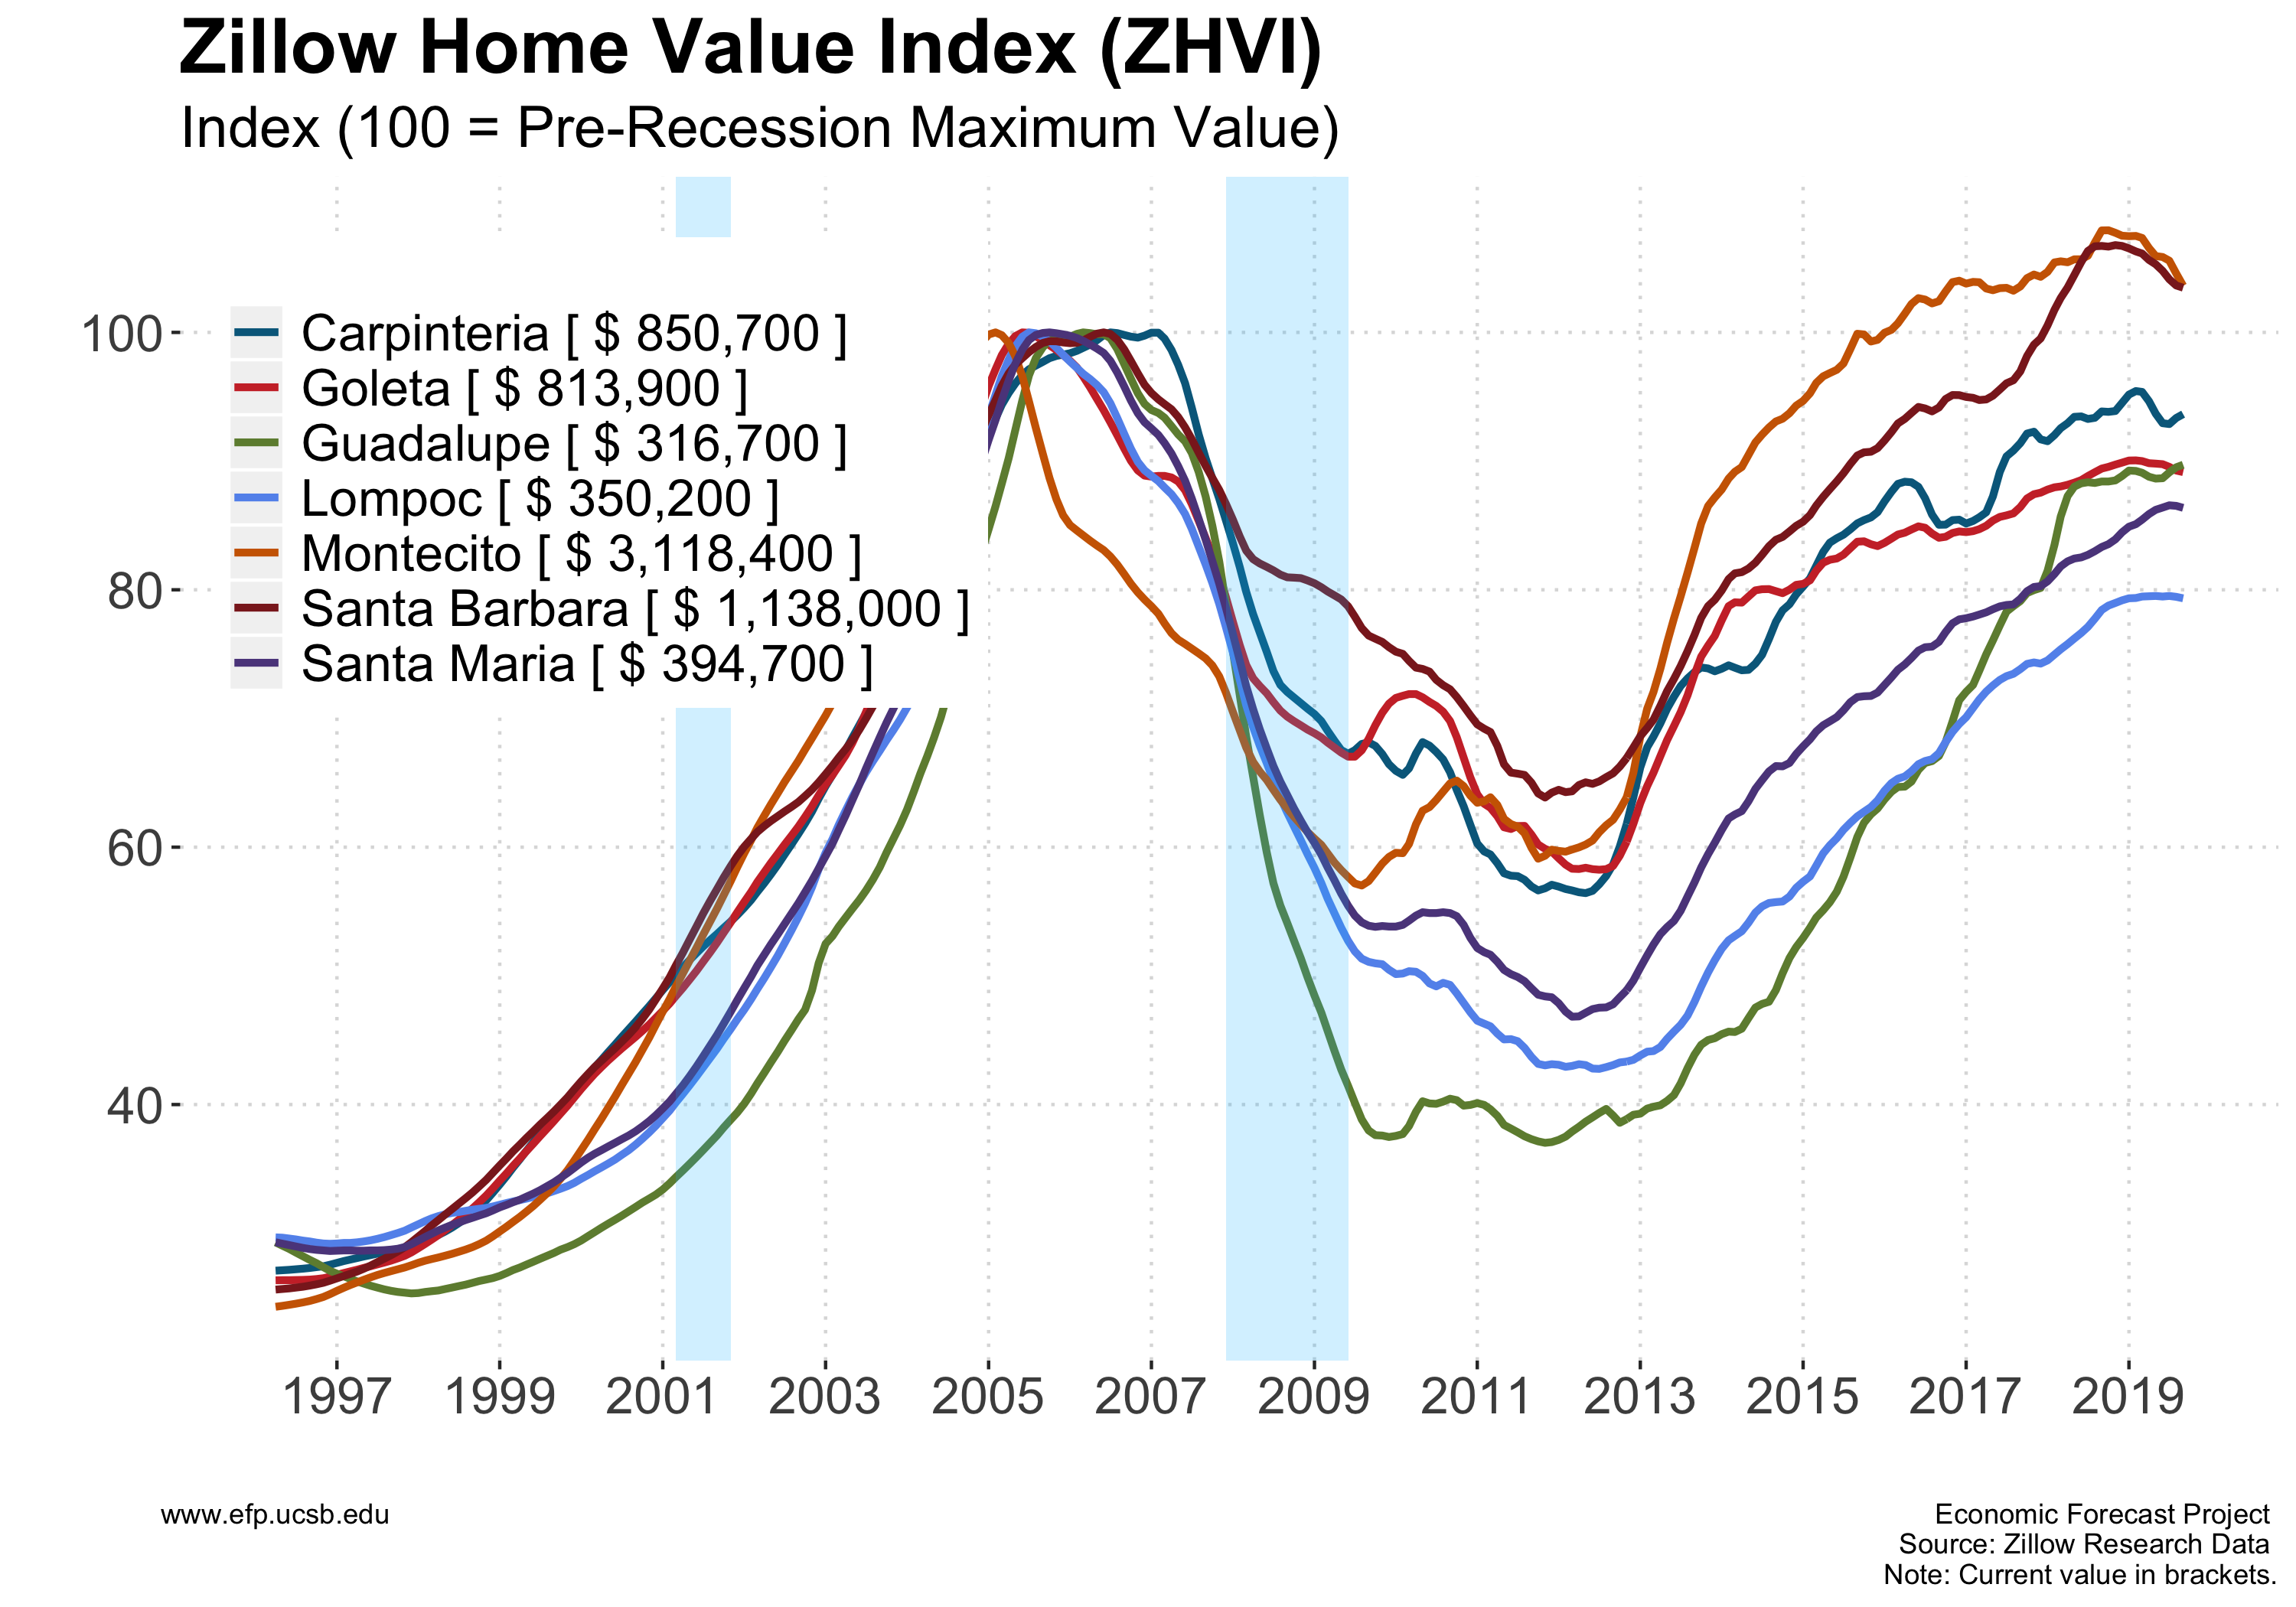 Zillow Home Value Index (ZHVI)
Index (100 = Pre-Recession Maximum Value)
100
80
60
40
Carpinteria [ $ 850,700 ]
Goleta [ $ 813,900 ]
Guadalupe [ $ 316,700 ]
Lompoc [ $ 350,200 ]
Montecito [ $ 3,118,400 ]
Santa Barbara [ $ 1,138,000 ]
Santa Maria [ $ 394,700 ]
1997 1999 2001 2003 2005 2007 2009 2011 2013 2015 2017 2019
www.efp.ucsb.edu
Economic Forecast Project
Source: Zillow Research Data
Note: Current value in brackets.